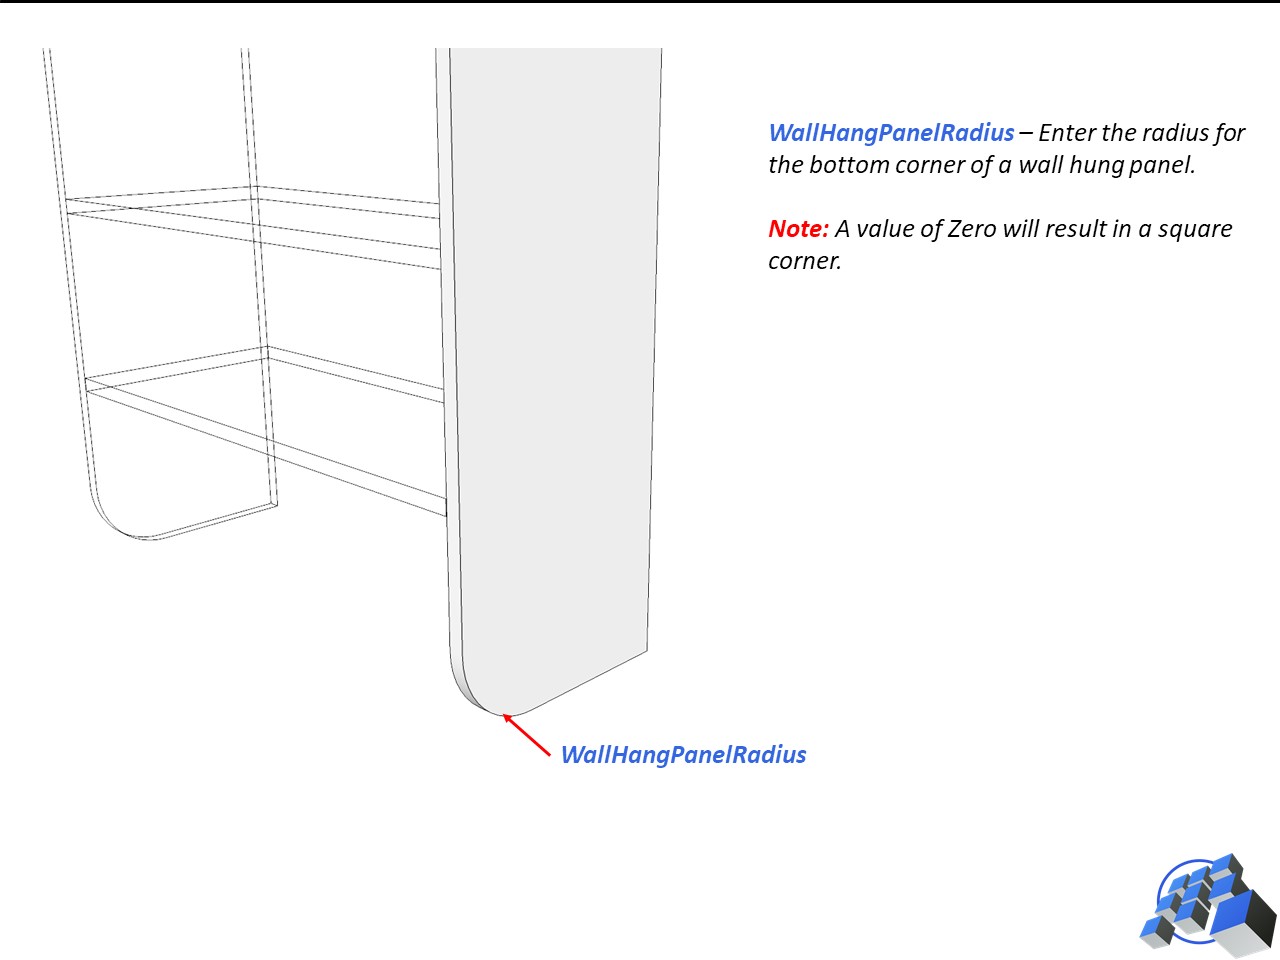 WallHangPanelRadius – Enter the radius for
the bottom corner of a wall hung panel.
Note: A value of Zero will result in a square
corner.
WallHangPanelRadius